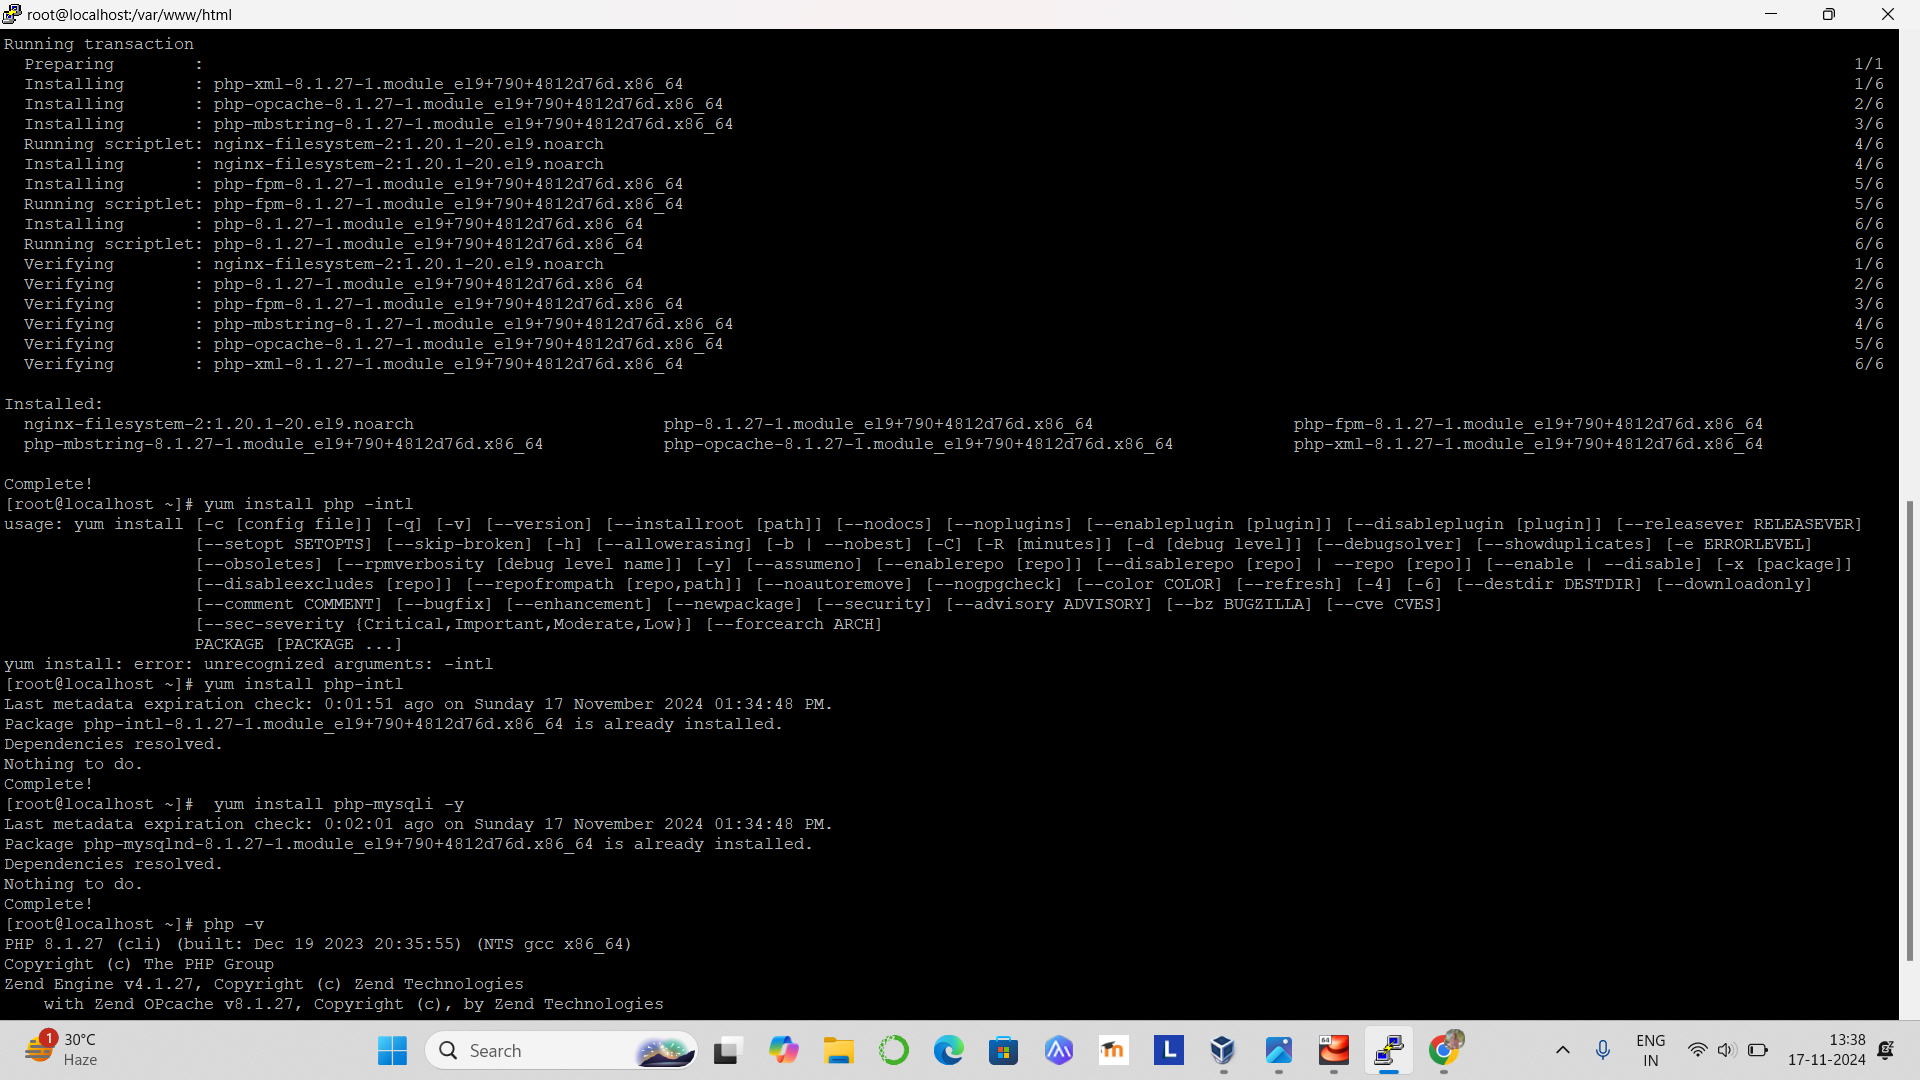 root@localhost:/var/www/html
Running transaction
Preparing : 1/1
Installing : php-xml-8.1.27-1.module_el9+790+4812d76d.x86_64 1/6
Installing : php-opcache-8.1.27-1.module_el9+790+4812d76d.x86_64 2/6
Installing : php-mbstring-8.1.27-1.module_el9+790+4812d76d.x86_64 3/6
Running scriptlet: nginx-filesystem-2:1.20.1-20.el9.noarch 4/6
Installing : nginx-filesystem-2:1.20.1-20.el9.noarch 4/6
Installing : php-fpm-8.1.27-1.module_el9+790+4812d76d.x86_64 5/6
Running scriptlet: php-fpm-8.1.27-1.module_el9+790+4812d76d.x86_64 5/6
Installing : php-8.1.27-1.module_el9+790+4812d76d.x86_64 6/6
Running scriptlet: php-8.1.27-1.module_el9+790+4812d76d.x86_64 6/6
Verifying : nginx-filesystem-2:1.20.1-20.el9.noarch 1/6
Verifying : php-8.1.27-1.module_el9+790+4812d76d.x86_64 2/6
Verifying : php-fpm-8.1.27-1.module_el9+790+4812d76d.x86_64 3/6
Verifying : php-mbstring-8.1.27-1.module_el9+790+4812d76d.x86_64 4/6
Verifying : php-opcache-8.1.27-1.module_el9+790+4812d76d.x86_64 5/6
Verifying : php-xml-8.1.27-1.module_el9+790+4812d76d.x86_64 6/6
Installed:
nginx-filesystem-2:1.20.1-20.el9.noarch php-8.1.27-1.module_el9+790+4812d76d.x86_64 php-fpm-8.1.27-1.module_el9+790+4812d76d.x86_64
php-mbstring-8.1.27-1.module_el9+790+4812d76d.x86_64 php-opcache-8.1.27-1.module_el9+790+4812d76d.x86_64 php-xml-8.1.27-1.module_el9+790+4812d76d.x86_64
Complete!
[root@localhost ~]# yum install php -intl
usage: yum install [-c [config file]] [-q] [-v] [--version] [--installroot [path]] [--nodocs] [--noplugins] [--enableplugin [plugin]] [--disableplugin [plugin]] [--releasever RELEASEVER]
[--setopt SETOPTS] [--skip-broken] [-h] [--allowerasing] [-b | --nobest] [-C] [-R [minutes]] [-d [debug level]] [--debugsolver] [--showduplicates] [-e ERRORLEVEL]
[--obsoletes] [--rpmverbosity [debug level name]] [-y] [--assumeno] [--enablerepo [repo]] [--disablerepo [repo] | --repo [repo]] [--enable | --disable] [-x [package]]
[--disableexcludes [repo]] [--repofrompath [repo,path]] [--noautoremove] [--nogpgcheck] [--color COLOR] [--refresh] [-4] [-6] [--destdir DESTDIR] [--downloadonly]
[--comment COMMENT] [--bugfix] [--enhancement] [--newpackage] [--security] [--advisory ADVISORY] [--bz BUGZILLA] [--cve CVES]
[--sec-severity {Critical,Important,Moderate,Low}] [--forcearch ARCH]
PACKAGE [PACKAGE ...]
yum install: error: unrecognized arguments: -intl
[root@localhost ~]# yum install php-intl
Last metadata expiration check: 0:01:51 ago on Sunday 17 November 2024 01:34:48 PM.
Package php-intl-8.1.27-1.module_el9+790+4812d76d.x86_64 is already installed.
Dependencies resolved.
Nothing to do.
Complete!
[root@localhost ~]#  yum install php-mysqli -y
Last metadata expiration check: 0:02:01 ago on Sunday 17 November 2024 01:34:48 PM.
Package php-mysqlnd-8.1.27-1.module_el9+790+4812d76d.x86_64 is already installed.
Dependencies resolved.
Nothing to do.
Complete!
[root@localhost ~]# php -v
PHP 8.1.27 (cli) (built: Dec 19 2023 20:35:55) (NTS gcc x86_64)
Copyright (c) The PHP Group
Zend Engine v4.1.27, Copyright (c) Zend Technologies
with Zend OPcache v8.1.27, Copyright (c), by Zend Technologies
1
30°C
Haze
Search
m
L
64
ENG
IN
13:38
17-11-2024